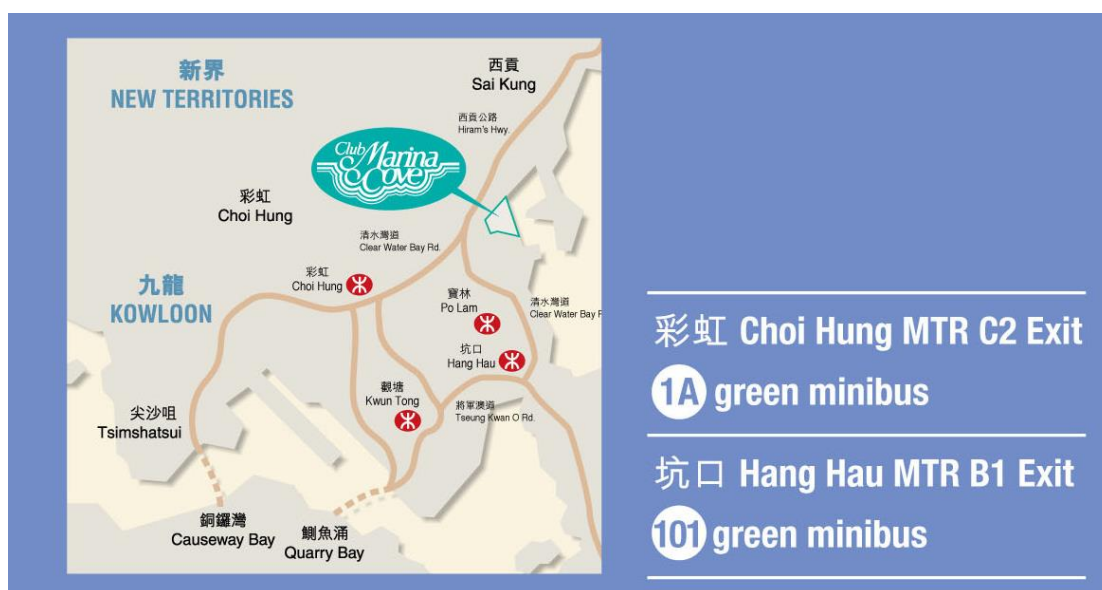 新界
NEW TERRITORIES
西貢
Sai Kung
西貢公路
Hiram's Hwy.
Club Marina
Cove
彩虹
Choi Hung
清水灣道
Clear Water Bay Rd.
彩虹
Choi Hung
九龍
KOWLOON
寶林
Po Lam
清水灣道
Clear Water Bay R
坑口
Hang Hau
觀塘
Kwun Tong
將軍澳道
Tseung Kwan O Rd.
尖沙咀
Tsimshatsui
銅鑼灣
Causeway Bay
鰂魚涌
Quarry Bay
彩虹 Choi Hung MTR C2 Exit
1A green minibus
坑口 Hang Hau MTR B1 Exit
101 green minibus